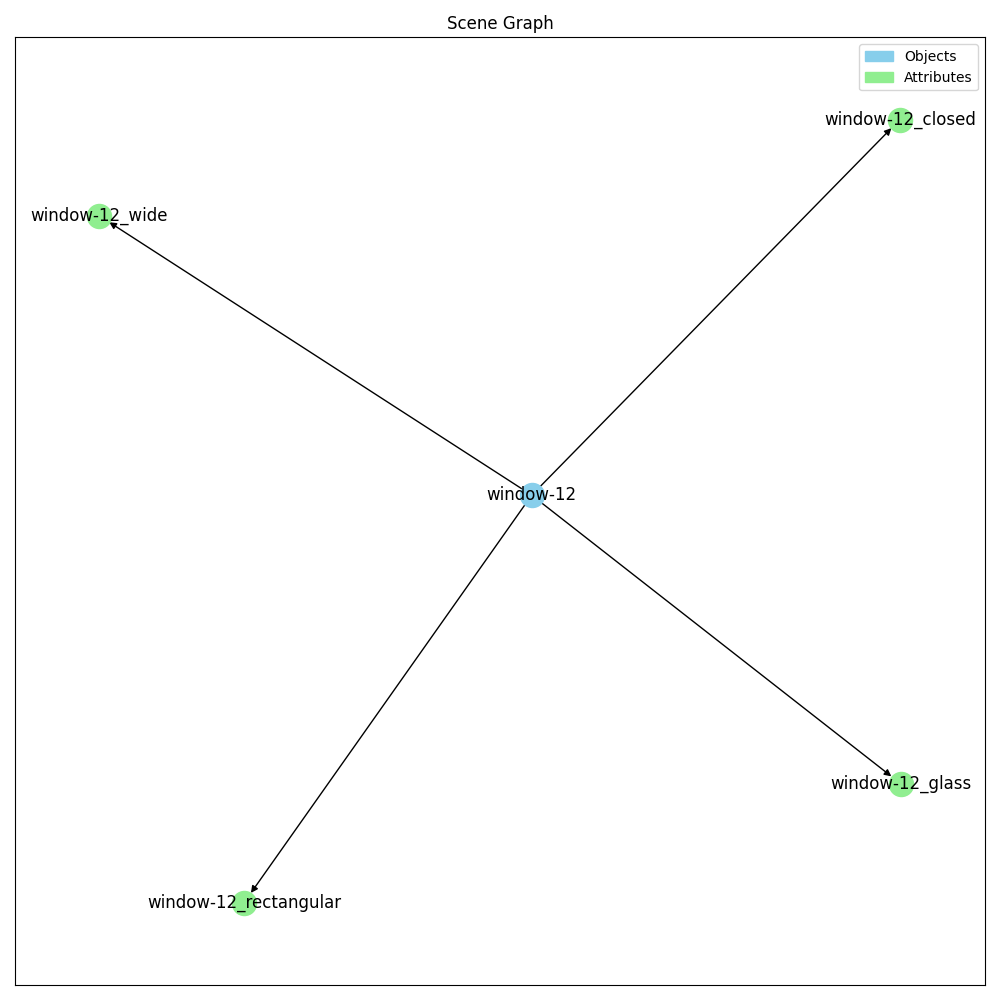 Scene Graph
Objects
Attributes
window-12_closed
window-12_wide
window-12
window-12_glass
window-12_rectangular